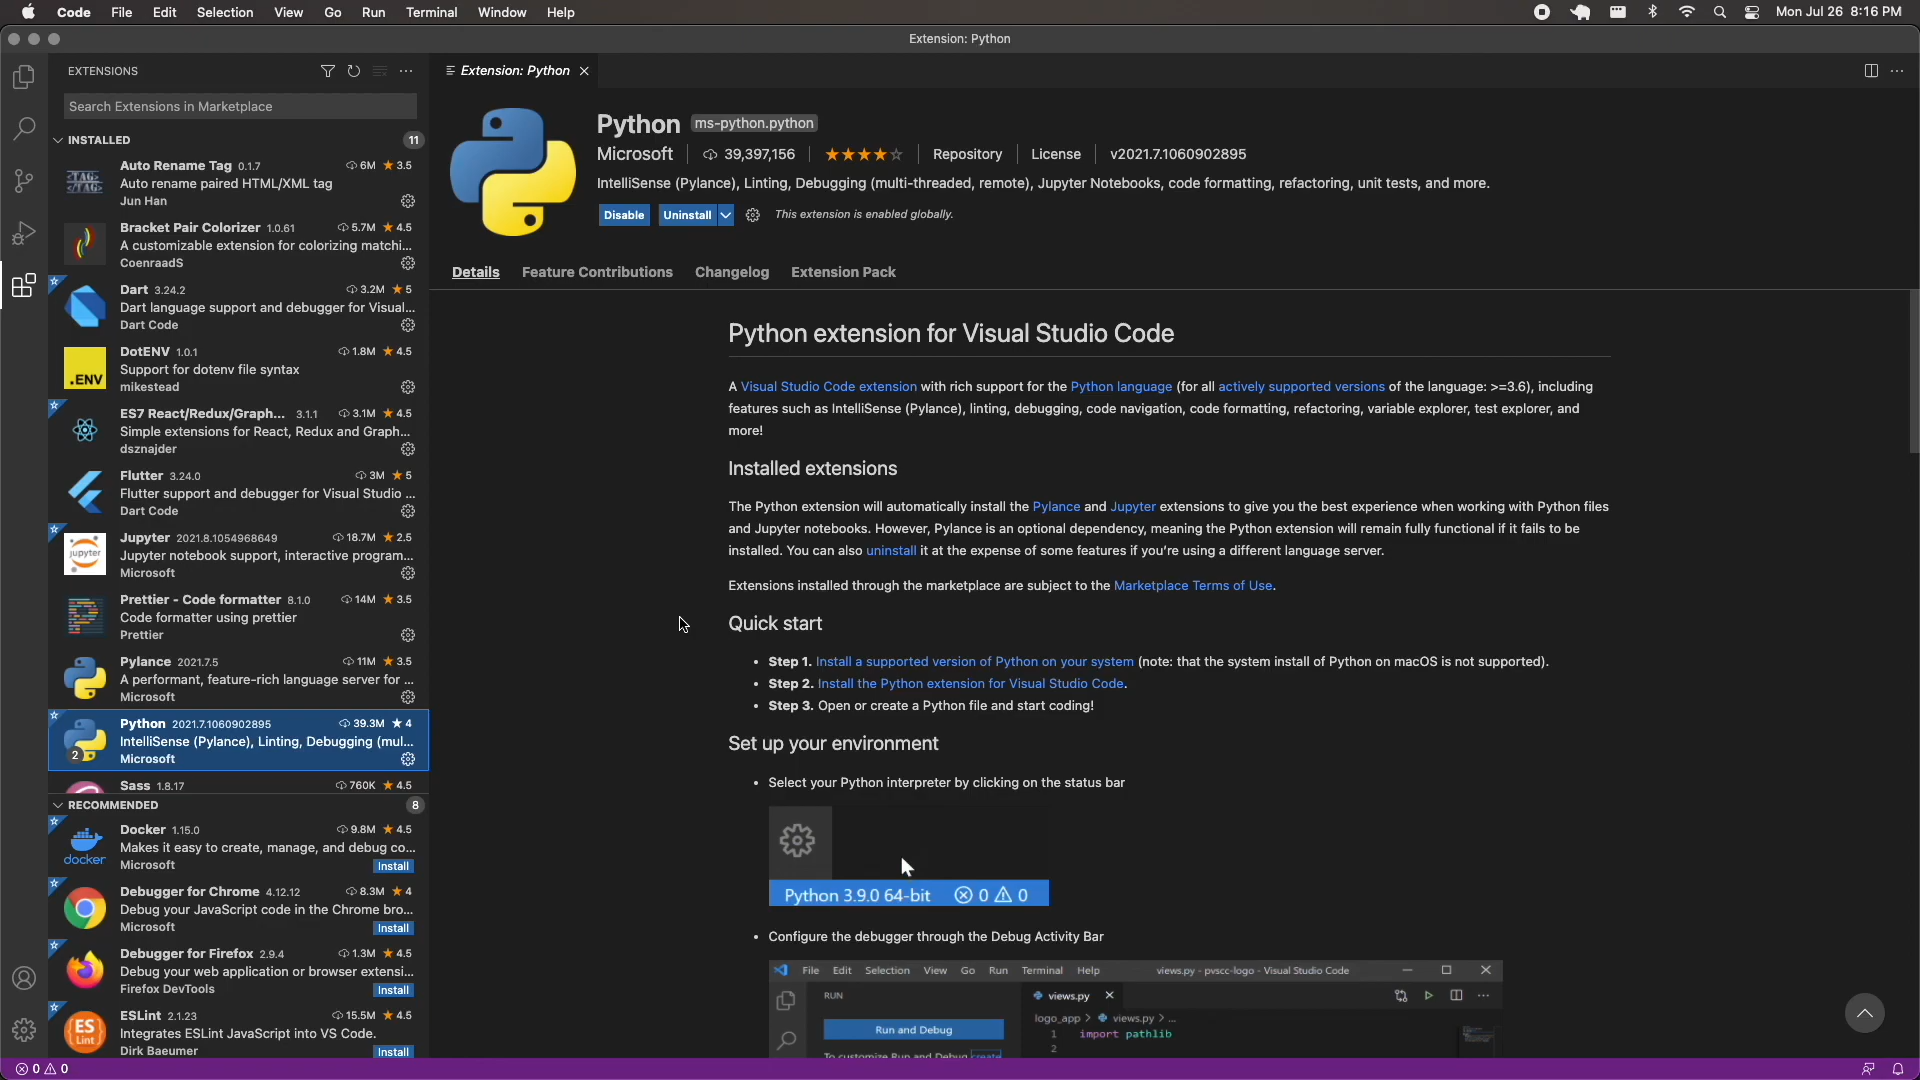 Code File Edit Selection View Go Run Terminal Window Help Mon Jul 26 8:16 PM
Extension: Python
EXTENSIONS
Search Extensions in Marketplace
INSTALLED 11
Auto Rename Tag 0.1.7 6M ★ 3.5
Auto rename paired HTML/XML tag
Jun Han
<TAG>
</TAG>
Bracket Pair Colorizer 1.0.61 5.7M ★ 4.5
A customizable extension for colorizing matchi...
CoenraadS
Dart 3.24.2 3.2M ★ 5
Dart language support and debugger for Visual...
Dart Code
DotENV 1.0.1 1.8M ★ 4.5
Support for dotenv file syntax
mikestead
.ENV
ES7 React/Redux/Graph... 3.1.1 3.1M ★ 4.5
Simple extensions for React, Redux and Graph...
dsznajder
Flutter 3.24.0 3M ★ 5
Flutter support and debugger for Visual Studio ...
Dart Code
Jupyter 2021.8.1054968649 18.7M ★ 2.5
Jupyter notebook support, interactive program...
Microsoft
jupyter
Prettier - Code formatter 8.1.0 14M ★ 3.5
Code formatter using prettier
Prettier
Pylance 2021.7.5 11M ★ 3.5
A performant, feature-rich language server for ...
Microsoft
Python 2021.7.1060902895 39.3M ★ 4
IntelliSense (Pylance), Linting, Debugging (mul...
Microsoft
2
Sass 1.8.17 760K ★ 4.5
RECOMMENDED 8
Docker 1.15.0 9.8M ★ 4.5
Makes it easy to create, manage, and debug co...
Microsoft Install
docker
Debugger for Chrome 4.12.12 8.3M ★ 4
Debug your JavaScript code in the Chrome bro...
Microsoft Install
Debugger for Firefox 2.9.4 1.3M ★ 4.5
Debug your web application or browser extensi...
Firefox DevTools Install
ESLint 2.1.23 15.5M ★ 4.5
Integrates ESLint JavaScript into VS Code.
Dirk Baeumer Install
ES
Lint
Extension: Python
Python ms-python.python
Microsoft 39,397,156 ★★★★☆ Repository License v2021.7.1060902895
IntelliSense (Pylance), Linting, Debugging (multi-threaded, remote), Jupyter Notebooks, code formatting, refactoring, unit tests, and more.
Disable Uninstall This extension is enabled globally.
Details Feature Contributions Changelog Extension Pack
Python extension for Visual Studio Code
A Visual Studio Code extension with rich support for the Python language (for all actively supported versions of the language: >=3.6), including
features such as IntelliSense (Pylance), linting, debugging, code navigation, code formatting, refactoring, variable explorer, test explorer, and
more!
Installed extensions
The Python extension will automatically install the Pylance and Jupyter extensions to give you the best experience when working with Python files
and Jupyter notebooks. However, Pylance is an optional dependency, meaning the Python extension will remain fully functional if it fails to be
installed. You can also uninstall it at the expense of some features if you're using a different language server.
Extensions installed through the marketplace are subject to the Marketplace Terms of Use.
Quick start
• Step 1. Install a supported version of Python on your system (note: that the system install of Python on macOS is not supported).
• Step 2. Install the Python extension for Visual Studio Code.
• Step 3. Open or create a Python file and start coding!
Set up your environment
• Select your Python interpreter by clicking on the status bar
Python 3.9.0 64-bit 0 0
• Configure the debugger through the Debug Activity Bar
File Edit Selection View Go Run Terminal Help views.py - pvscc-logo - Visual Studio Code
RUN views.py
logo_app > views.py > ...
Run and Debug 1 import pathlib
2
To customize Run and Debug create
0 0